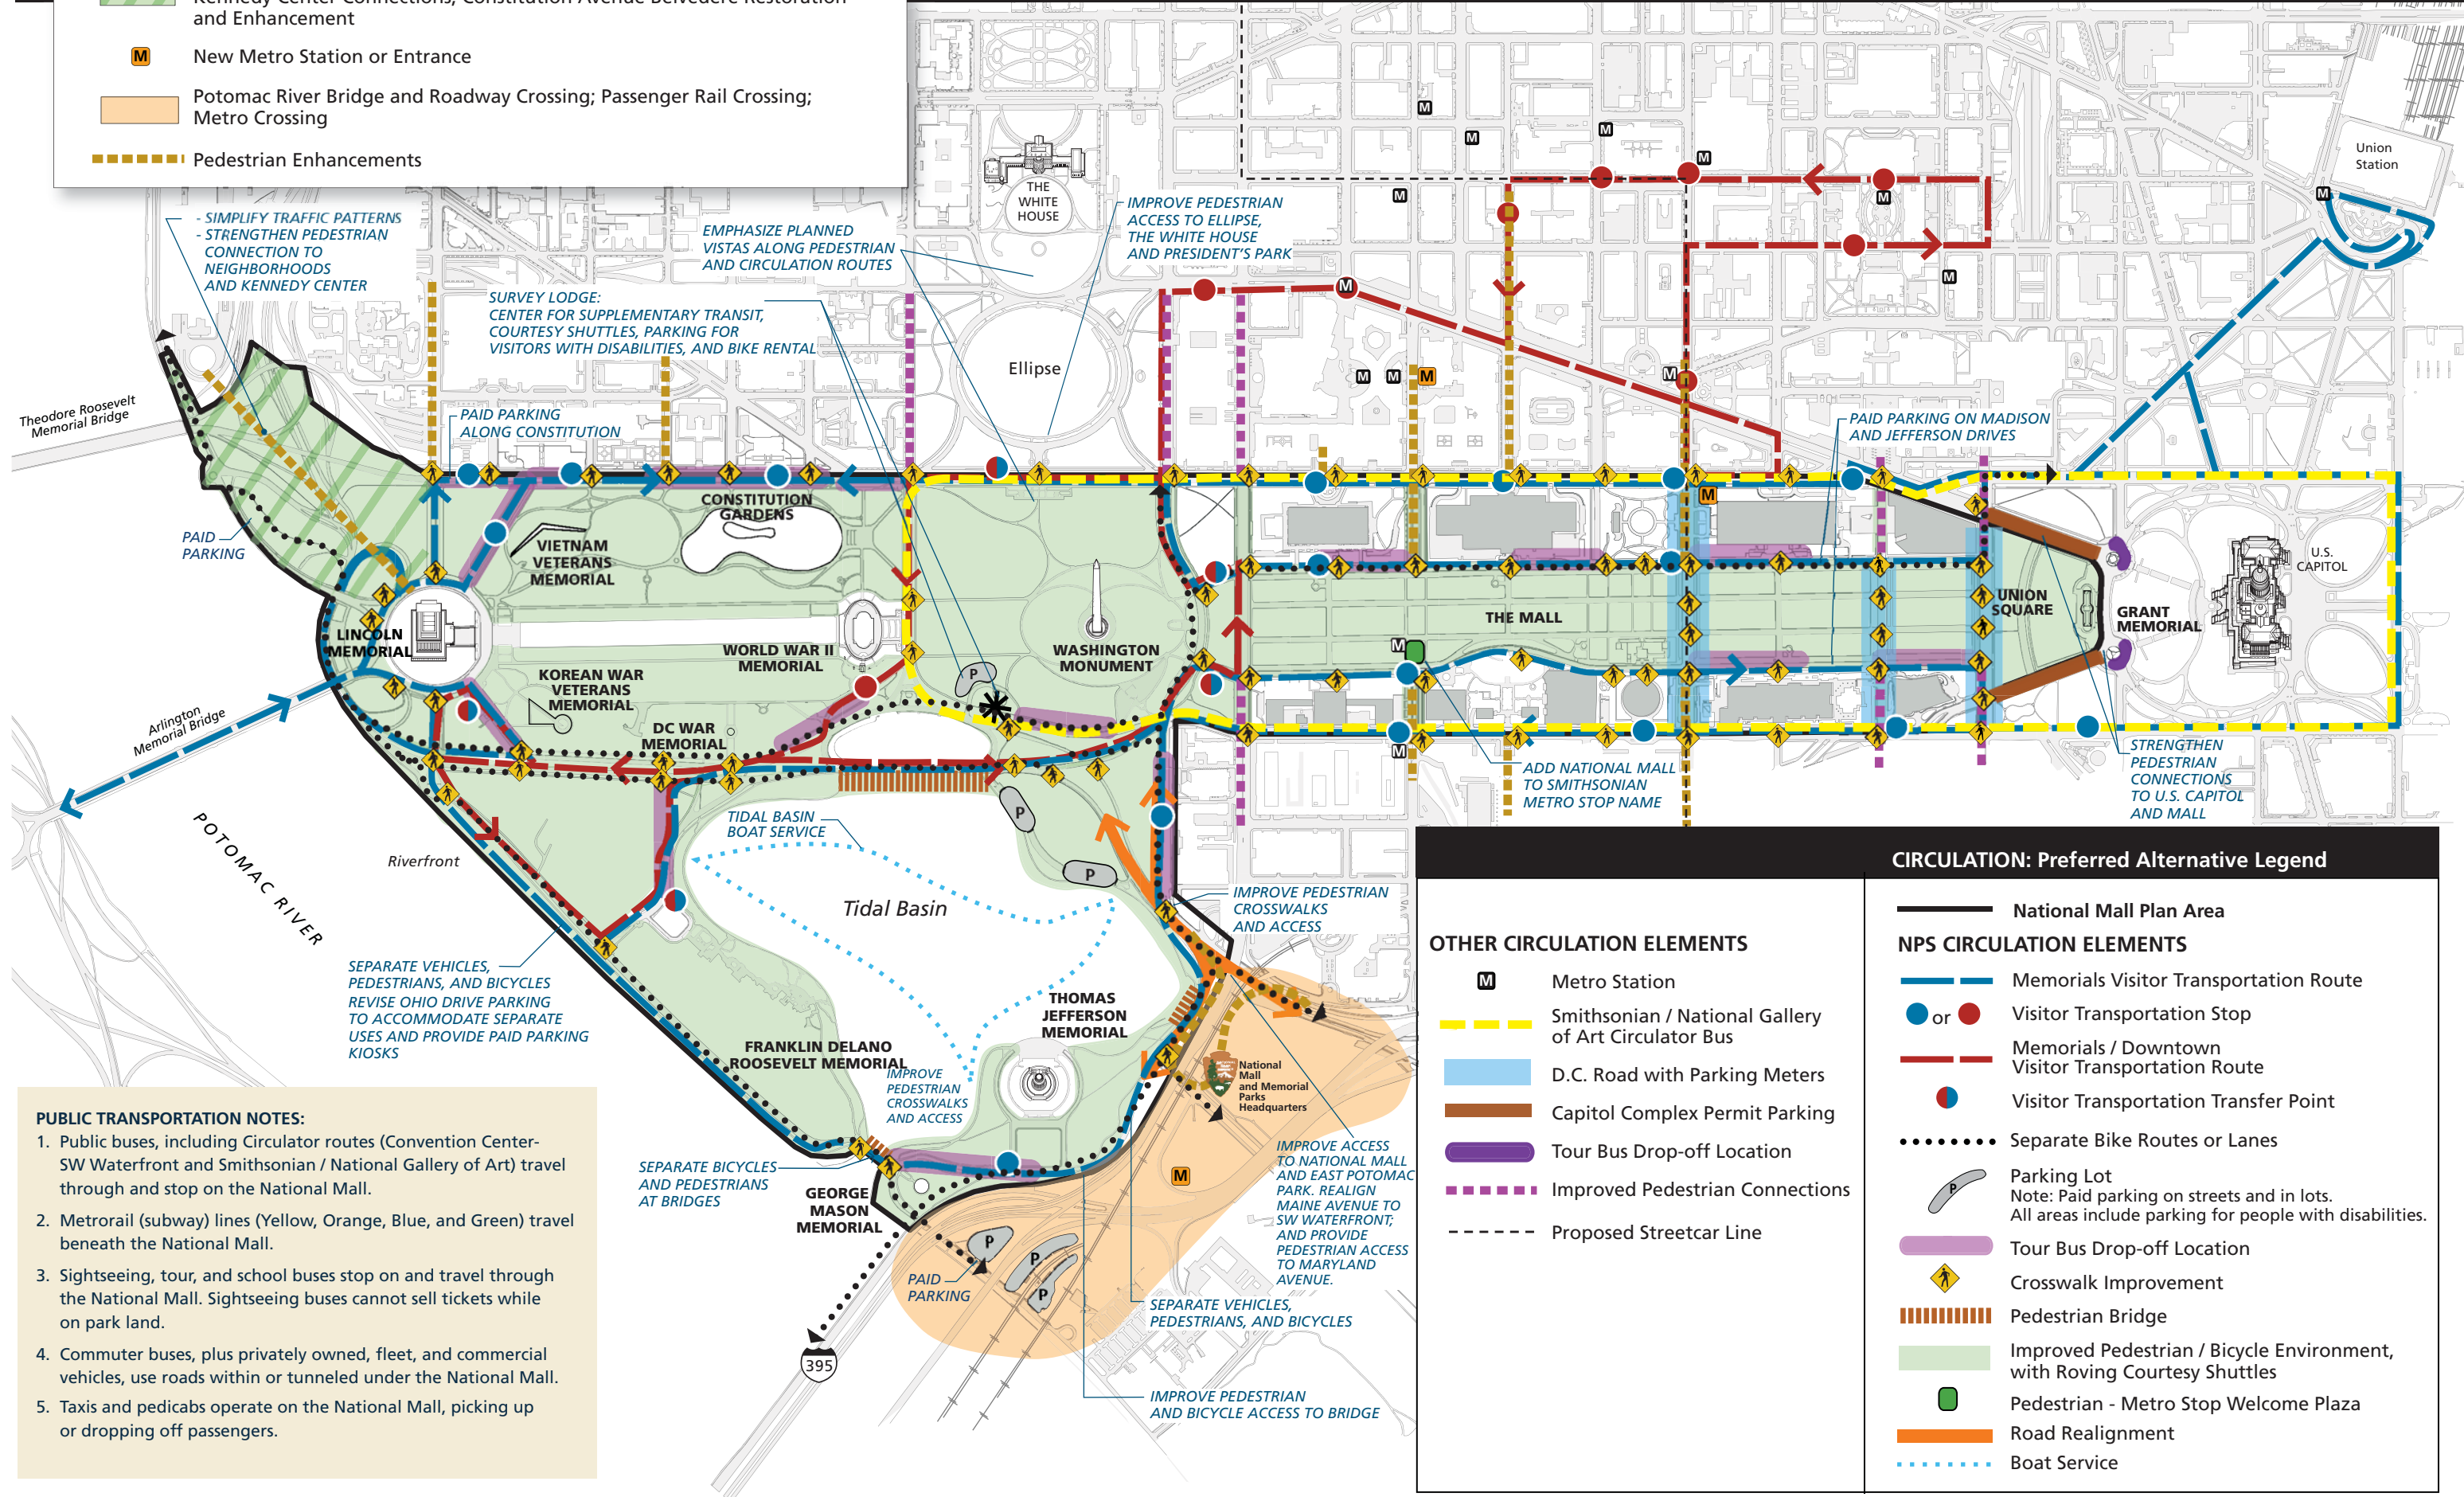 Kennedy Center Connections; Constitution Avenue Belvedere Restoration
and Enhancement
M
New Metro Station or Entrance
Potomac River Bridge and Roadway Crossing; Passenger Rail Crossing;
Metro Crossing
Pedestrian Enhancements
- SIMPLIFY TRAFFIC PATTERNS
- STRENGTHEN PEDESTRIAN
CONNECTION TO
NEIGHBORHOODS
AND KENNEDY CENTER
EMPHASIZE PLANNED
VISTAS ALONG PEDESTRIAN
AND CIRCULATION ROUTES
THE
WHITE
HOUSE
IMPROVE PEDESTRIAN
ACCESS TO ELLIPSE,
THE WHITE HOUSE
AND PRESIDENT'S PARK
Union
Station
M
M
M
M
M
M
M
M
M
M
M
M
M
M
SURVEY LODGE:
CENTER FOR SUPPLEMENTARY TRANSIT,
COURTESY SHUTTLES, PARKING FOR
VISITORS WITH DISABILITIES, AND BIKE RENTAL
Ellipse
Theodore Roosevelt
Memorial Bridge
PAID PARKING
ALONG CONSTITUTION
PAID PARKING ON MADISON
AND JEFFERSON DRIVES
PAID
PARKING
CONSTITUTION
GARDENS
VIETNAM
VETERANS
MEMORIAL
M
U.S.
CAPITOL
LINCOLN
MEMORIAL
WORLD WAR II
MEMORIAL
WASHINGTON
MONUMENT
THE MALL
UNION
SQUARE
GRANT
MEMORIAL
KOREAN WAR
VETERANS
MEMORIAL
P
M
M
DC WAR
MEMORIAL
Arlington
Memorial Bridge
ADD NATIONAL MALL
TO SMITHSONIAN
METRO STOP NAME
STRENGTHEN
PEDESTRIAN
CONNECTIONS
TO U.S. CAPITOL
AND MALL
POTOMAC RIVER
Riverfront
TIDAL BASIN
BOAT SERVICE
P
P
Tidal Basin
IMPROVE PEDESTRIAN
CROSSWALKS
AND ACCESS
SEPARATE VEHICLES,
PEDESTRIANS, AND BICYCLES
REVISE OHIO DRIVE PARKING
TO ACCOMMODATE SEPARATE
USES AND PROVIDE PAID PARKING
KIOSKS
THOMAS
JEFFERSON
MEMORIAL
FRANKLIN DELANO
ROOSEVELT MEMORIAL
IMPROVE
PEDESTRIAN
CROSSWALKS
AND ACCESS
National
Mall
and Memorial
Parks
Headquarters
SEPARATE BICYCLES
AND PEDESTRIANS
AT BRIDGES
GEORGE
MASON
MEMORIAL
M
IMPROVE ACCESS
TO NATIONAL MALL
AND EAST POTOMAC
PARK. REALIGN
MAINE AVENUE TO
SW WATERFRONT;
AND PROVIDE
PEDESTRIAN ACCESS
TO MARYLAND
AVENUE.
P
P
P
PAID
PARKING
SEPARATE VEHICLES,
PEDESTRIANS, AND BICYCLES
395
IMPROVE PEDESTRIAN
AND BICYCLE ACCESS TO BRIDGE
PUBLIC TRANSPORTATION NOTES:
1. Public buses, including Circulator routes (Convention Center-
SW Waterfront and Smithsonian / National Gallery of Art) travel
through and stop on the National Mall.
2. Metrorail (subway) lines (Yellow, Orange, Blue, and Green) travel
beneath the National Mall.
3. Sightseeing, tour, and school buses stop on and travel through
the National Mall. Sightseeing buses cannot sell tickets while
on park land.
4. Commuter buses, plus privately owned, fleet, and commercial
vehicles, use roads within or tunneled under the National Mall.
5. Taxis and pedicabs operate on the National Mall, picking up
or dropping off passengers.
CIRCULATION: Preferred Alternative Legend
OTHER CIRCULATION ELEMENTS
M
Metro Station
Smithsonian / National Gallery
of Art Circulator Bus
D.C. Road with Parking Meters
Capitol Complex Permit Parking
Tour Bus Drop-off Location
Improved Pedestrian Connections
Proposed Streetcar Line
National Mall Plan Area
NPS CIRCULATION ELEMENTS
Memorials Visitor Transportation Route
or
Visitor Transportation Stop
Memorials / Downtown
Visitor Transportation Route
Visitor Transportation Transfer Point
Separate Bike Routes or Lanes
P
Parking Lot
Note: Paid parking on streets and in lots.
All areas include parking for people with disabilities.
Tour Bus Drop-off Location
Crosswalk Improvement
Pedestrian Bridge
Improved Pedestrian / Bicycle Environment,
with Roving Courtesy Shuttles
Pedestrian - Metro Stop Welcome Plaza
Road Realignment
Boat Service